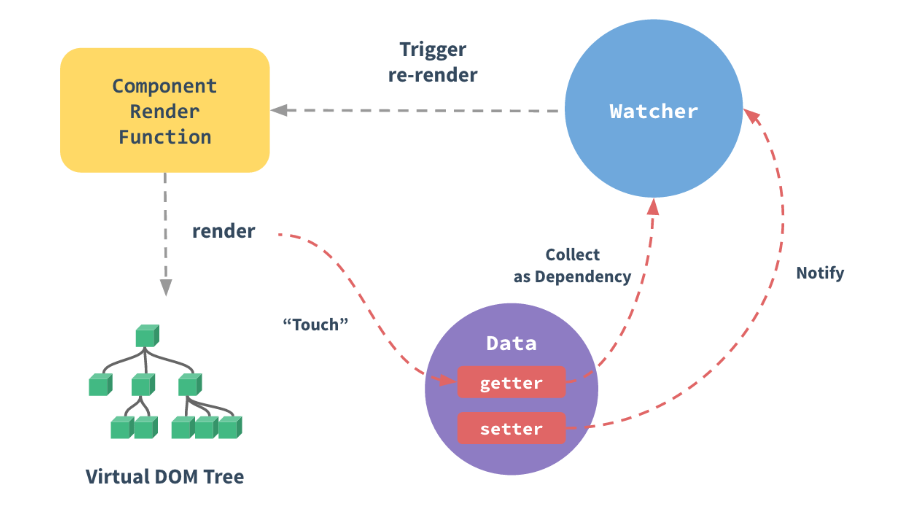 Trigger
re-render
Component
Render
Function
Watcher
render
Collect
as Dependency
Notify
“Touch”
Data
getter
setter
Virtual DOM Tree